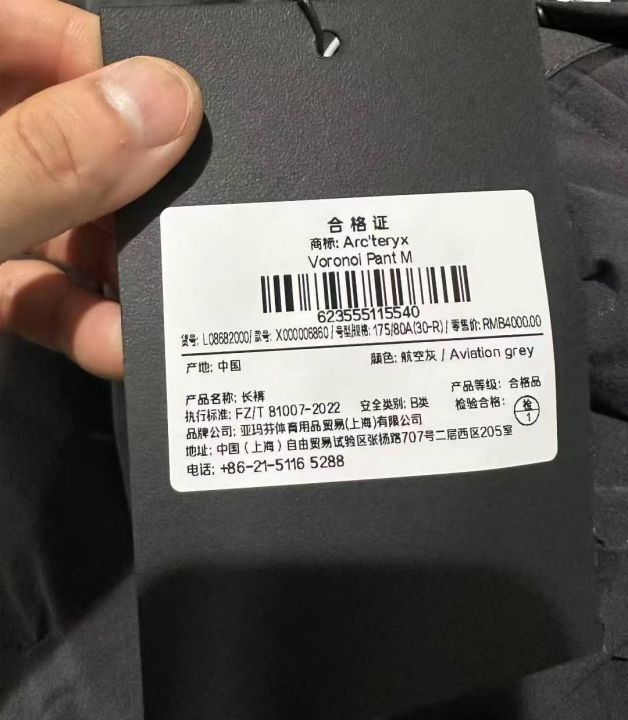 合格证
商标: Arc'teryx
Voronoi Pant M
623555115540
货号: L08682000/款号: X000006860/号型规格: 175/80A(30-R)/零售价: RMB4000.00
产地: 中国 颜色: 航空灰 / Aviation grey
产品名称: 长裤 产品等级: 合格品
执行标准: FZ/T 81007-2022 安全类别: B类 检验合格: 检1
品牌公司: 亚玛芬体育用品贸易(上海)有限公司
地址: 中国(上海)自由贸易试验区张杨路707号二层西区205室
电话: +86-21-5116 5288